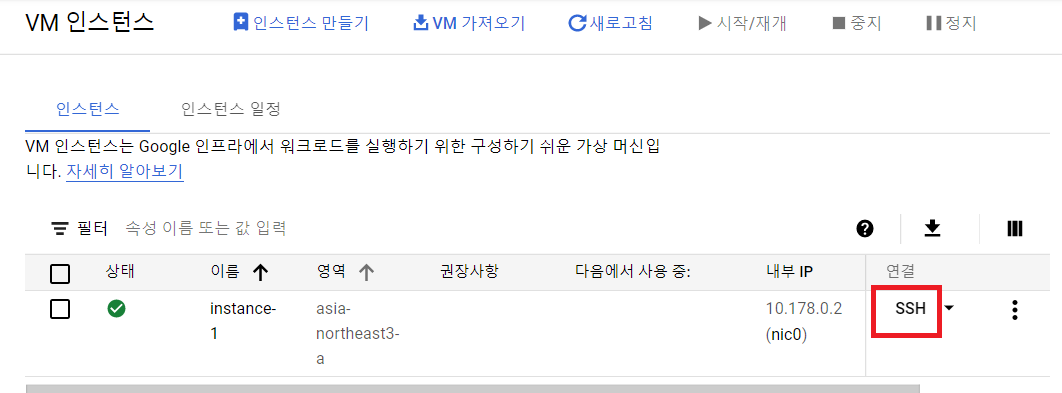 VM 인스턴스 인스턴스 만들기 VM 가져오기 새로고침 시작/재개 중지 정지
인스턴스 인스턴스 일정
VM 인스턴스는 Google 인프라에서 워크로드를 실행하기 위한 구성하기 쉬운 가상 머신입
니다. 자세히 알아보기
필터 속성 이름 또는 값 입력
상태 이름 영역 권장사항 다음에서 사용 중: 내부 IP 연결
instance- asia- 10.178.0.2 SSH
1 northeast3- (nic0)
a